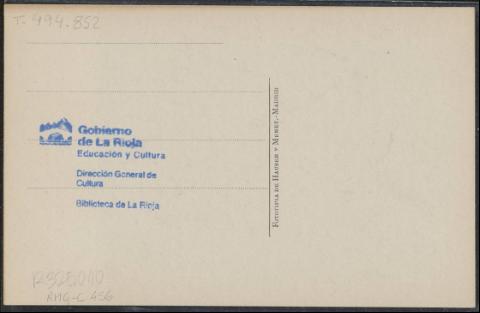 T-494.852
Gobierno
de La Rioja
Educación y Cultura
Dirección General de
Cultura
Biblioteca de La Rioja
FOTOTIPIA DE HAUSER Y MENET.-MADRID
RMG-C 456